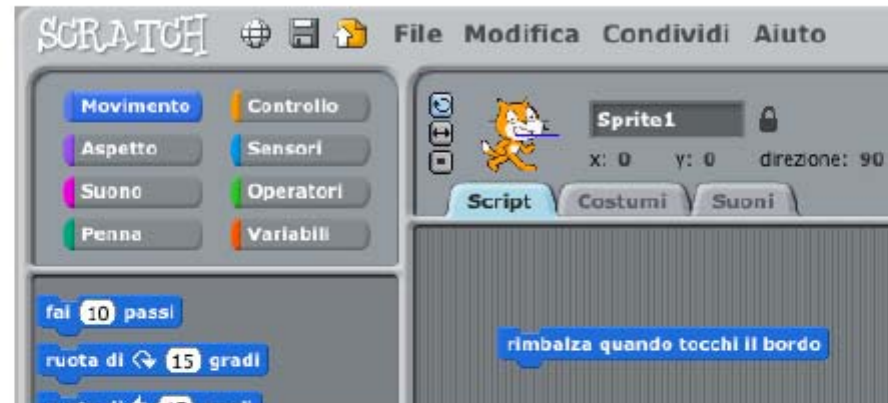 SCRATCH File Modifica Condividi Aiuto
Movimento Controllo
Aspetto Sensori
Suono Operatori
Penna Variabili
Sprite1
x: 0 y: 0 direzione: 90
Script Costumi Suoni
fai 10 passi
ruota di 15 gradi
rimbalza quando tocchi il bordo